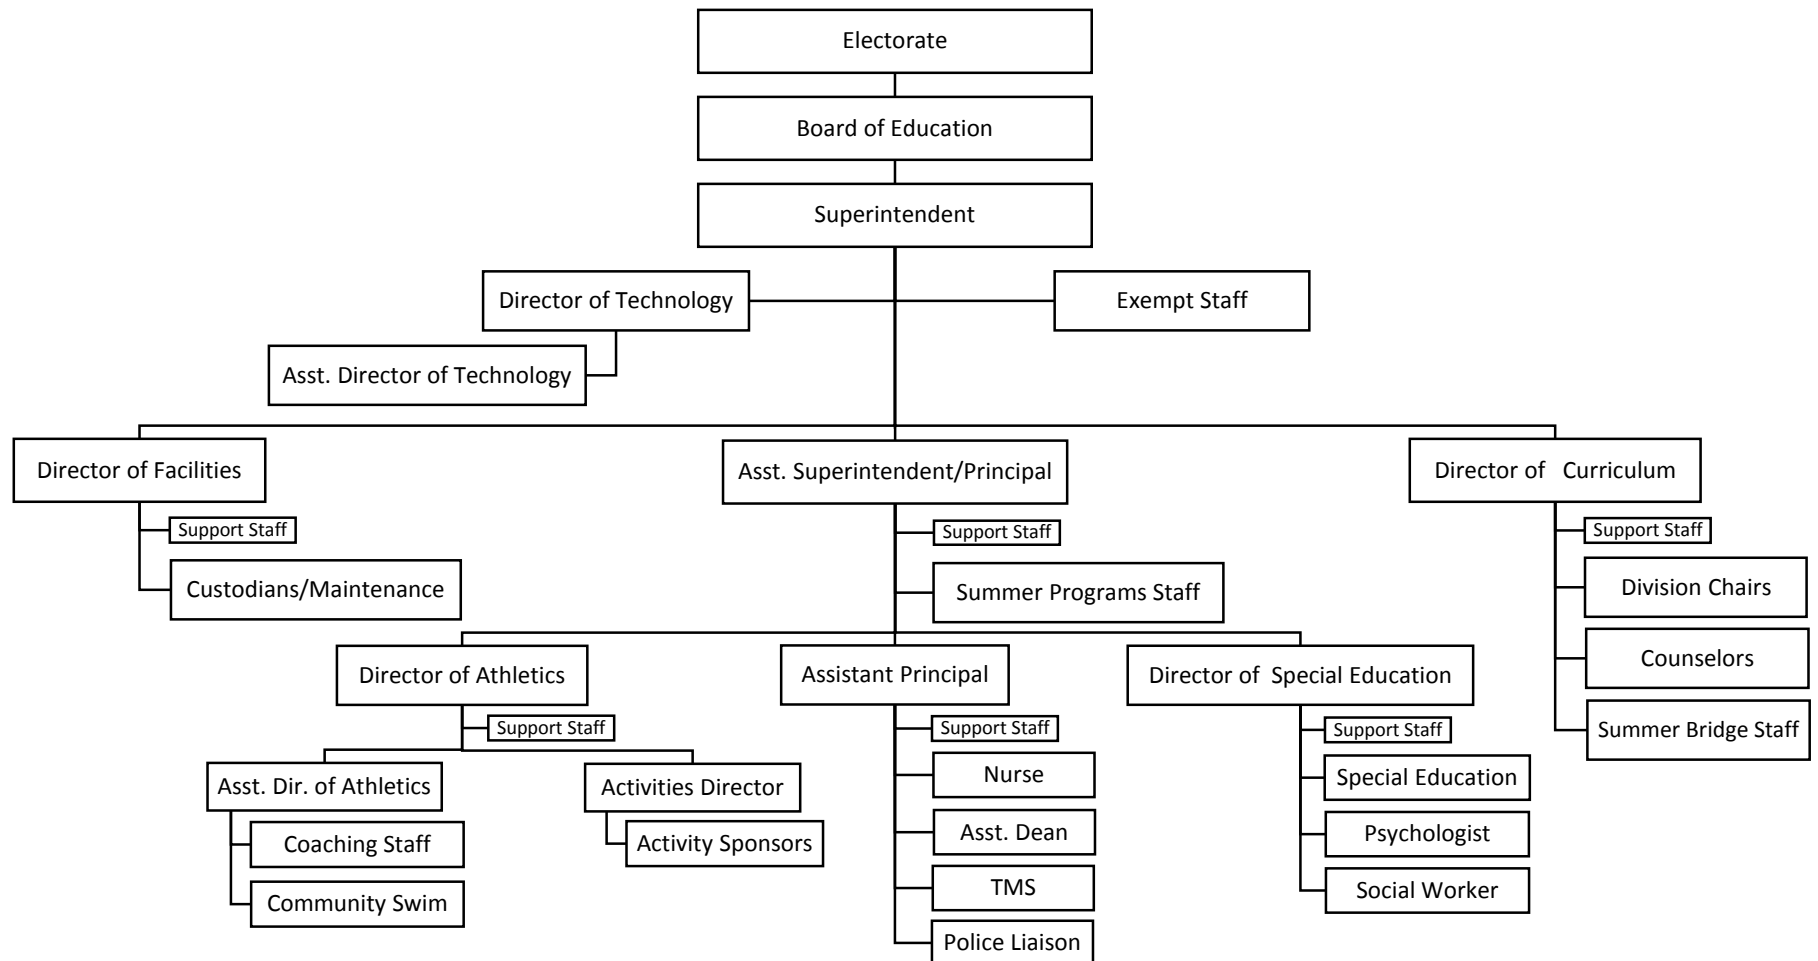 Electorate
Board of Education
Superintendent
Director of Technology
Exempt Staff
Asst. Director of Technology
Director of Facilities
Support Staff
Custodians/Maintenance
Asst. Superintendent/Principal
Support Staff
Summer Programs Staff
Director of Curriculum
Support Staff
Division Chairs
Counselors
Summer Bridge Staff
Director of Athletics
Support Staff
Asst. Dir. of Athletics
Coaching Staff
Community Swim
Activities Director
Activity Sponsors
Assistant Principal
Support Staff
Nurse
Asst. Dean
TMS
Police Liaison
Director of Special Education
Support Staff
Special Education
Psychologist
Social Worker